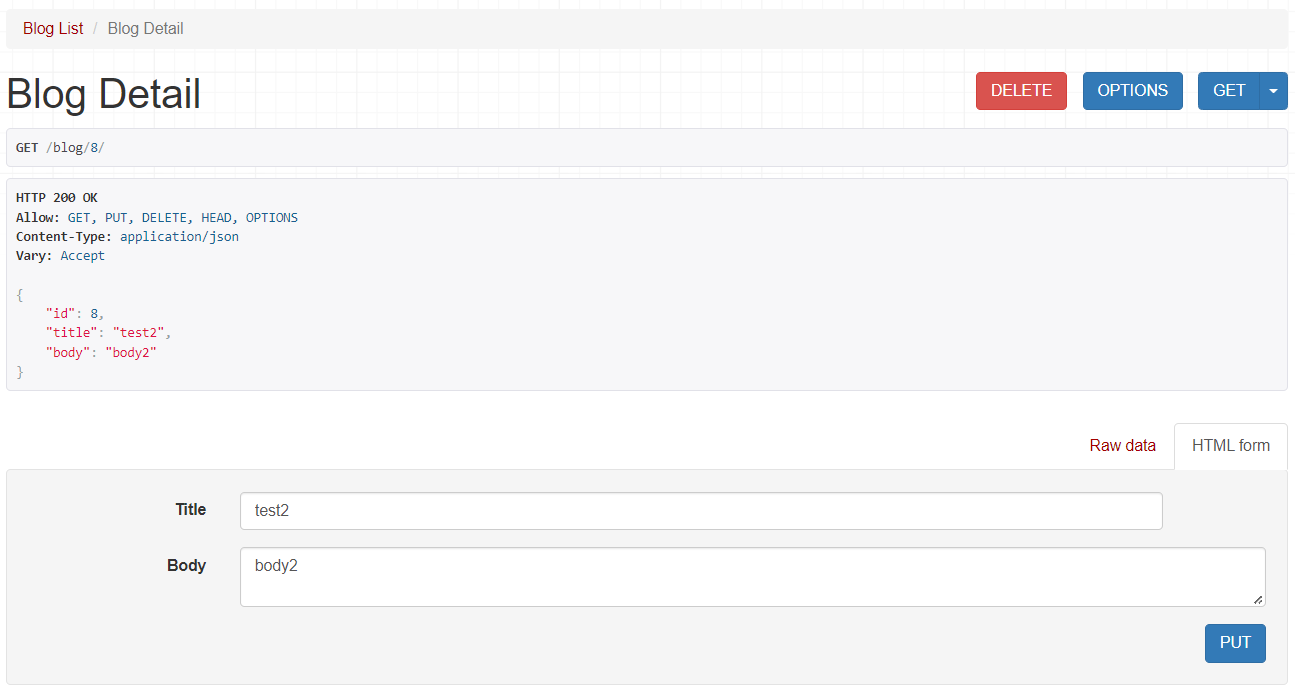 Blog List / Blog Detail
Blog Detail
DELETE OPTIONS GET
GET /blog/8/
HTTP 200 OK
Allow: GET, PUT, DELETE, HEAD, OPTIONS
Content-Type: application/json
Vary: Accept
{
    "id": 8,
    "title": "test2",
    "body": "body2"
}
Raw data HTML form
Title test2
Body body2
PUT